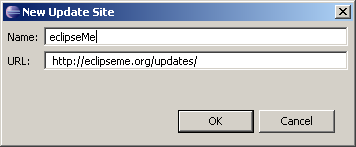 New Update Site
Name: eclipseMe
URL: http://eclipseme.org/updates/
OK Cancel